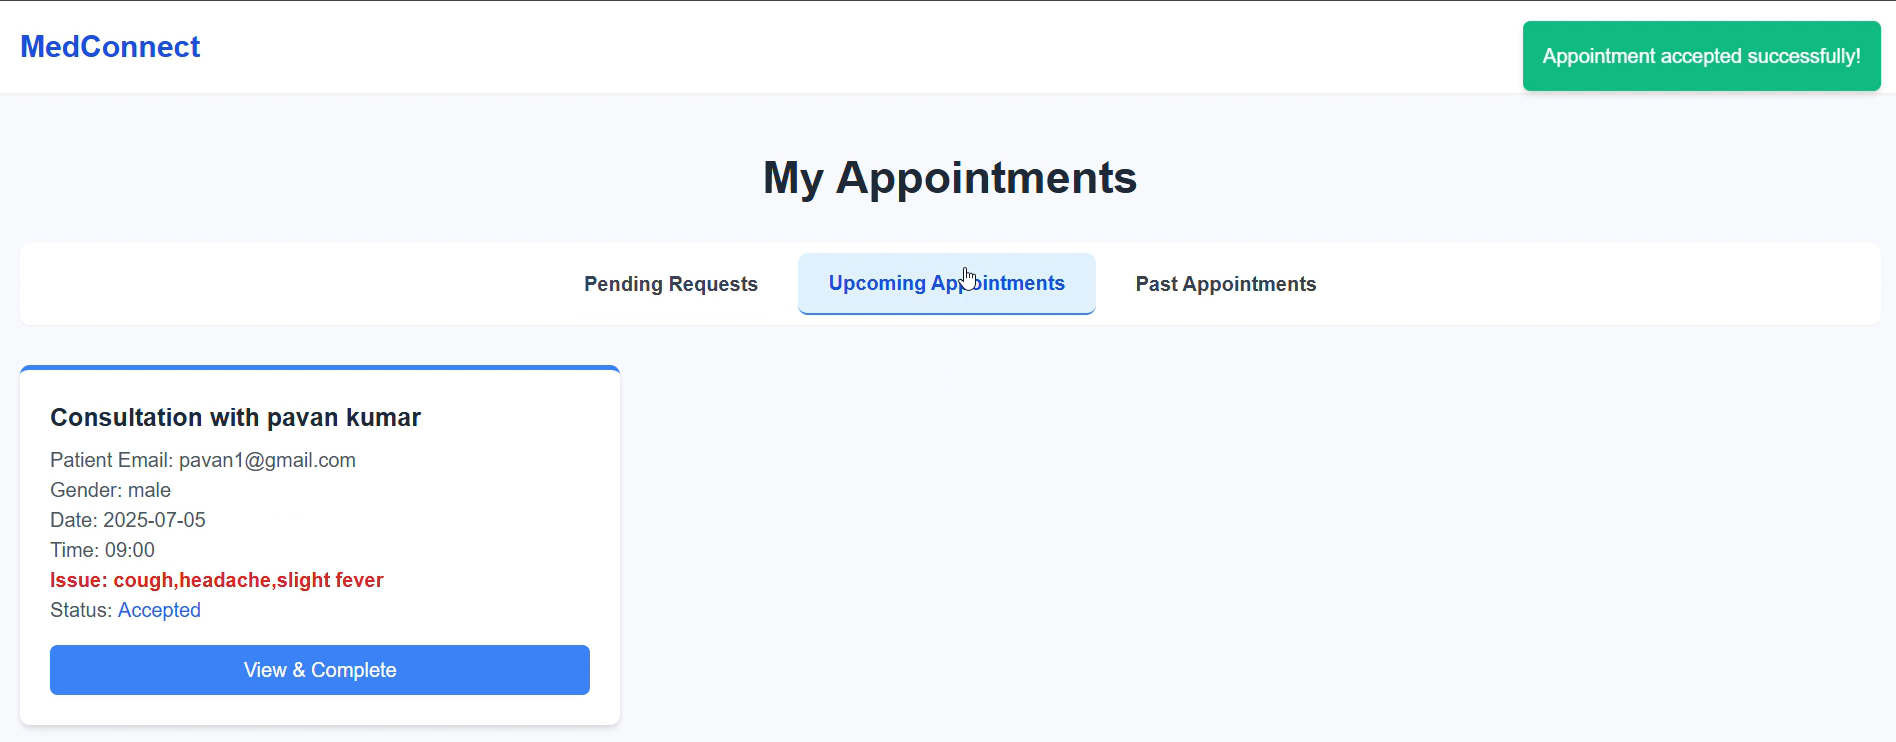 MedConnect
Appointment accepted successfully!
My Appointments
Pending Requests
Upcoming Appointments
Past Appointments
Consultation with pavan kumar
Patient Email: pavan1@gmail.com
Gender: male
Date: 2025-07-05
Time: 09:00
Issue: cough,headache,slight fever
Status: Accepted
View & Complete